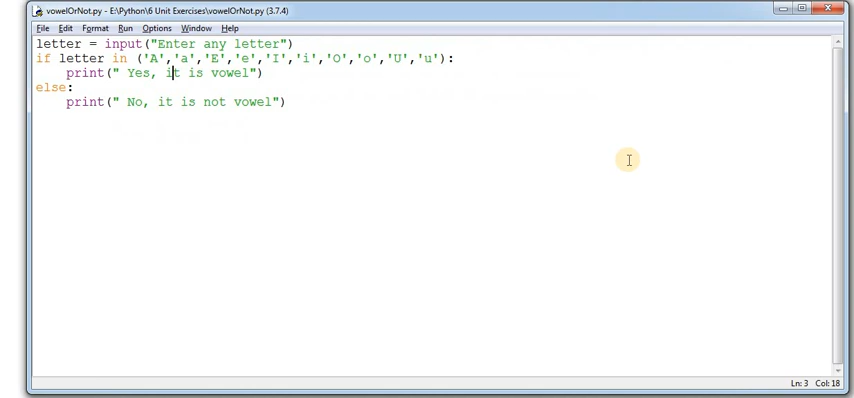 vowelOrNot.py - E:\Python\6 Unit Exercises\vowelOrNot.py (3.7.4)
File Edit Format Run Options Window Help
letter = input("Enter any letter")
if letter in ('A','a','E','e','I','i','O','o','U','u'):
    print(" Yes, it is vowel")
else:
    print(" No, it is not vowel")
Ln: 3 Col: 18